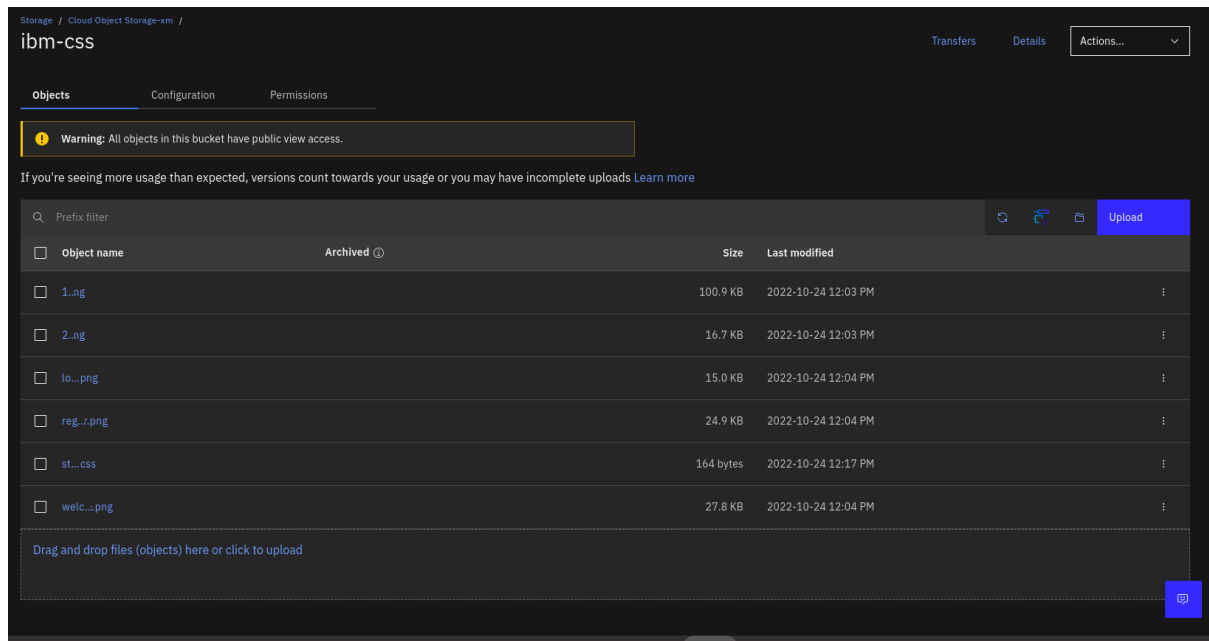 Storage / Cloud Object Storage-xm /
ibm-css
Transfers Details Actions...
Objects Configuration Permissions
Warning: All objects in this bucket have public view access.
If you're seeing more usage than expected, versions count towards your usage or you may have incomplete uploads Learn more
Prefix filter Upload
Object name Archived Size Last modified
1..ng 100.9 KB 2022-10-24 12:03 PM
2..ng 16.7 KB 2022-10-24 12:03 PM
lo...png 15.0 KB 2022-10-24 12:04 PM
reg...png 24.9 KB 2022-10-24 12:04 PM
st...css 164 bytes 2022-10-24 12:17 PM
welc...png 27.8 KB 2022-10-24 12:04 PM
Drag and drop files (objects) here or click to upload